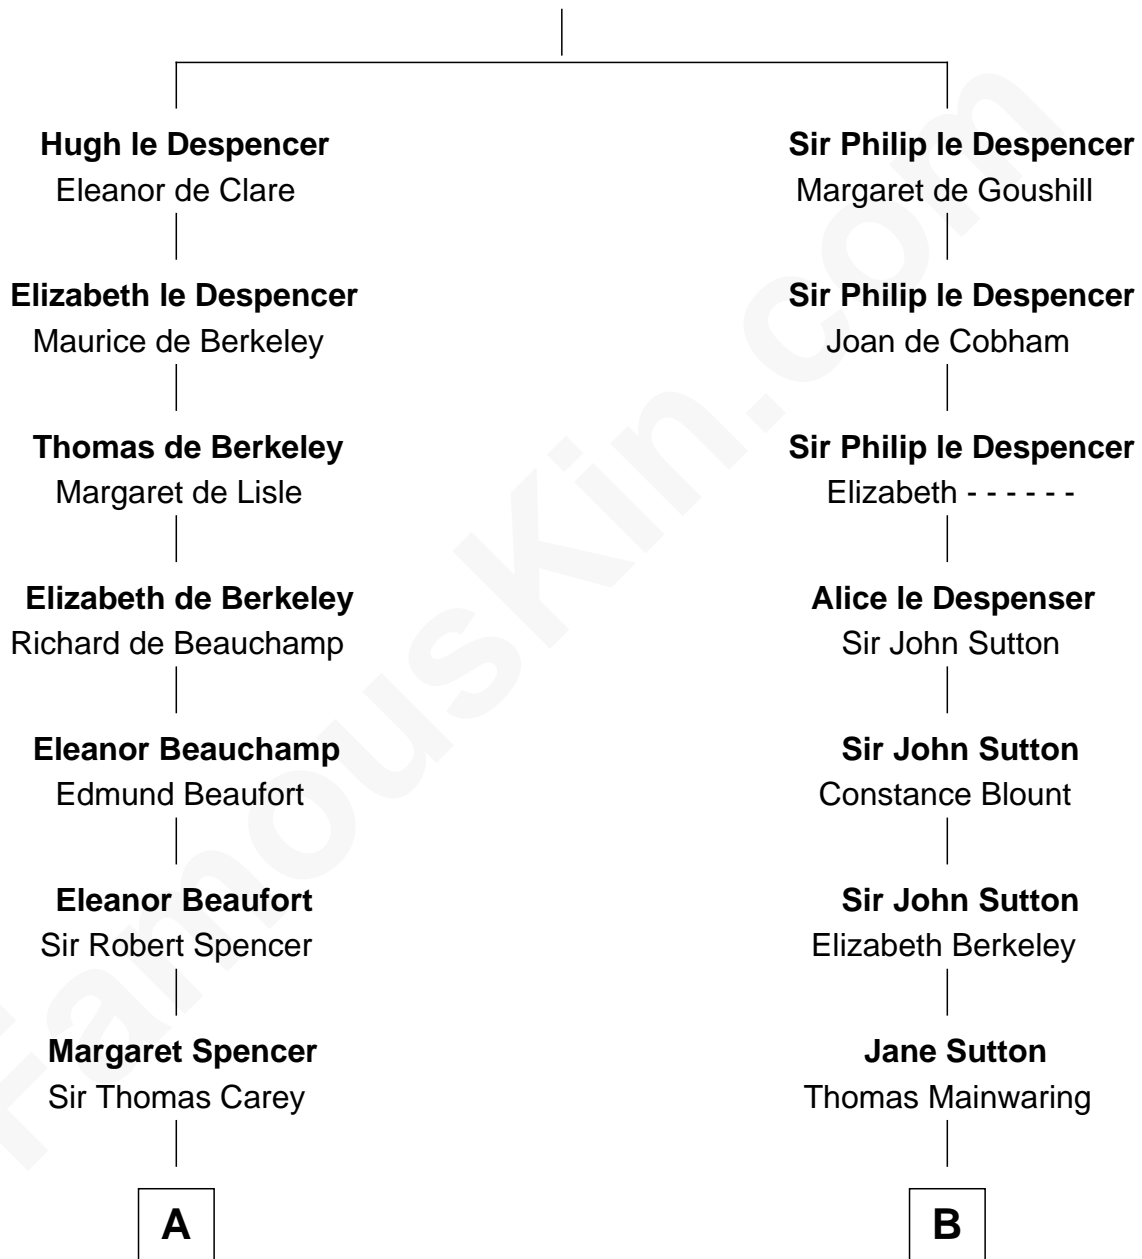 Hugh le Despencer
Eleanor de Clare
Elizabeth le Despencer
Maurice de Berkeley
Thomas de Berkeley
Margaret de Lisle
Elizabeth de Berkeley
Richard de Beauchamp
Eleanor Beauchamp
Edmund Beaufort
Eleanor Beaufort
Sir Robert Spencer
Margaret Spencer
Sir Thomas Carey
A
Sir Philip le Despencer
Margaret de Goushill
Sir Philip le Despencer
Joan de Cobham
Sir Philip le Despencer
Elizabeth - - - - - -
Alice le Despenser
Sir John Sutton
Sir John Sutton
Constance Blount
Sir John Sutton
Elizabeth Berkeley
Jane Sutton
Thomas Mainwaring
B
FamousKin.com